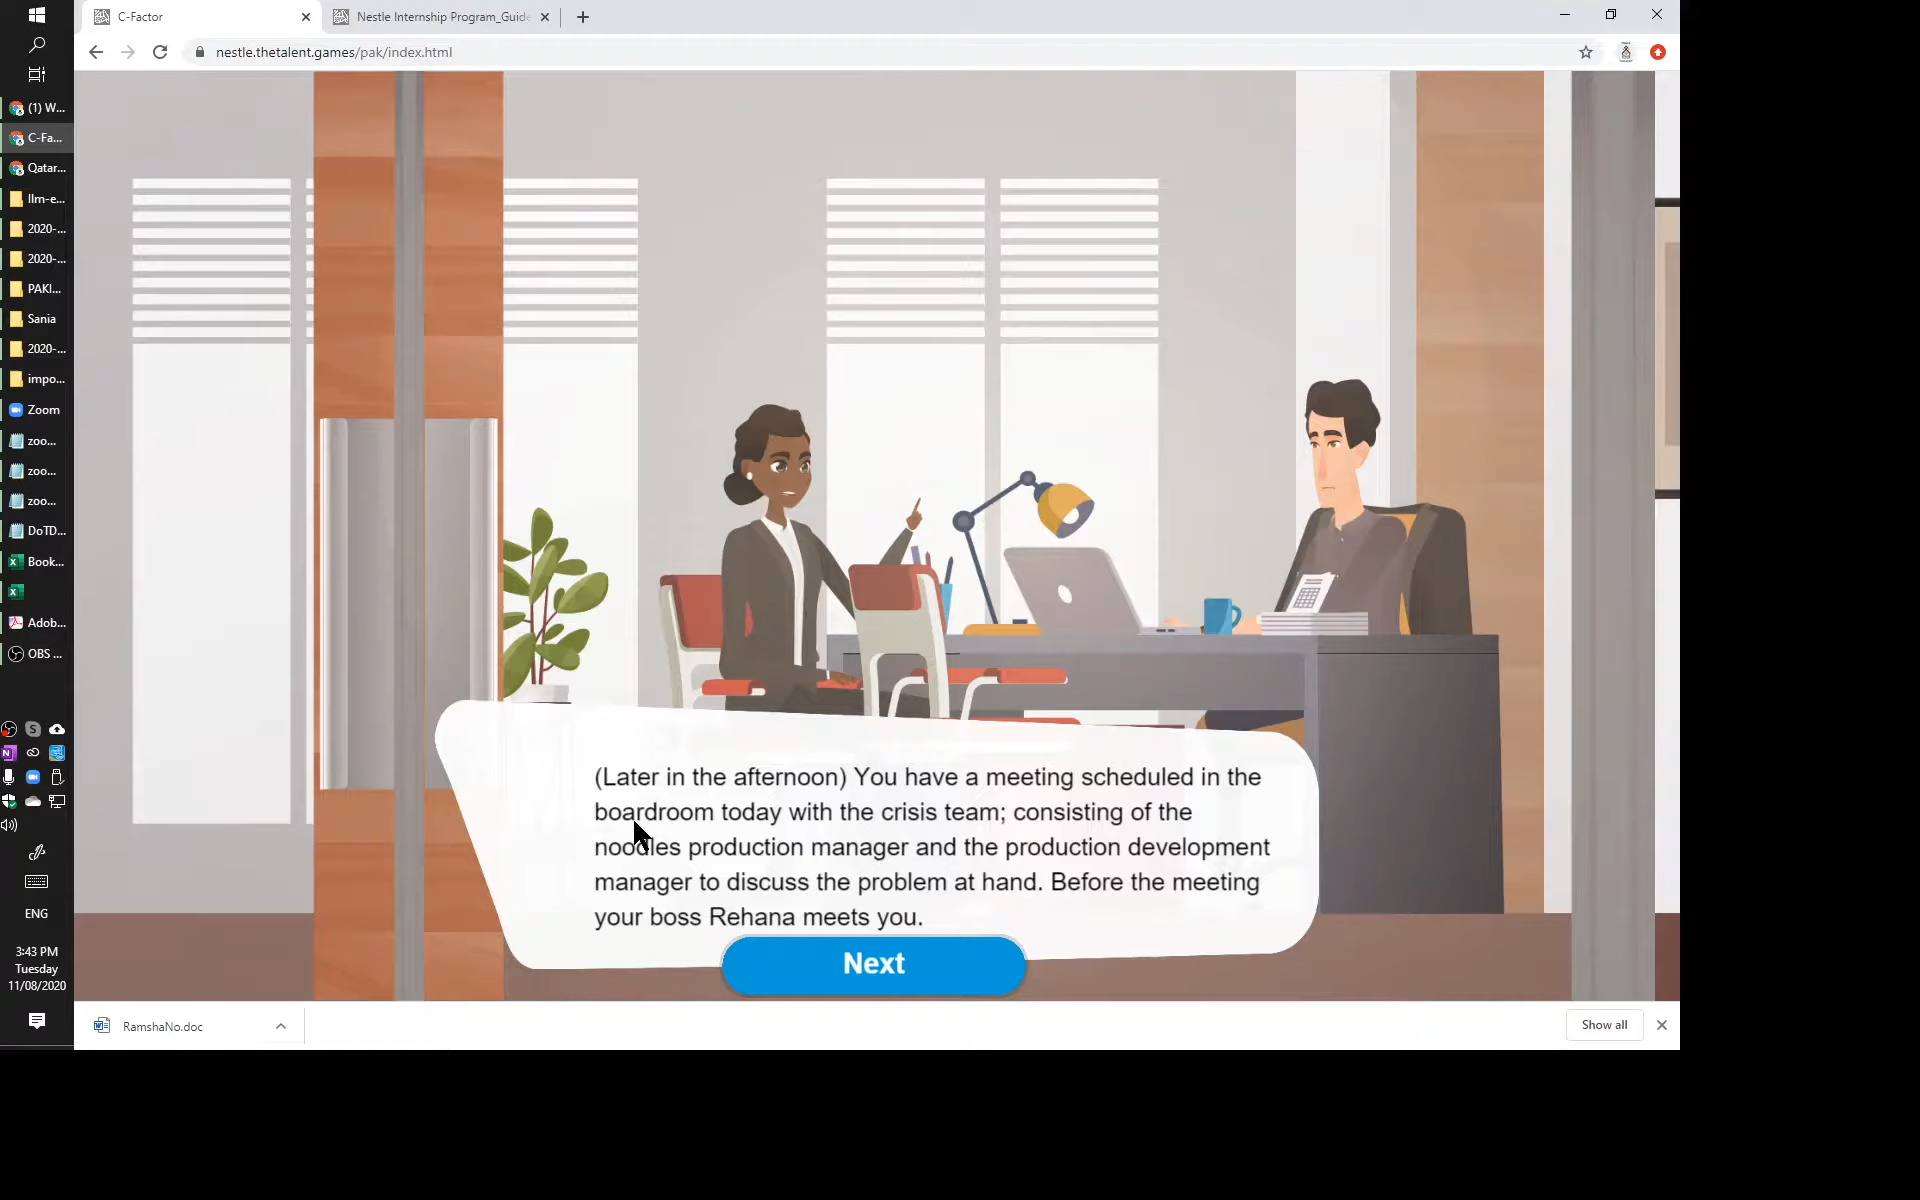 C-Factor
Nestle Internship Program_Guide
nestle.thetalent.games/pak/index.html
(1) W...
C-Fa...
Qatar...
llm-e...
2020-...
2020-...
PAKI...
Sania
2020-...
impo...
Zoom
zoo...
zoo...
zoo...
DoTD...
Book...
Adob...
OBS ...
ENG
3:43 PM
Tuesday
11/08/2020
(Later in the afternoon) You have a meeting scheduled in the
boardroom today with the crisis team; consisting of the
noodles production manager and the production development
manager to discuss the problem at hand. Before the meeting
your boss Rehana meets you.
Next
RamshaNo.doc
Show all